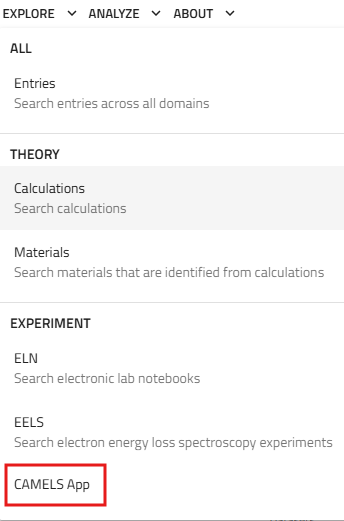 EXPLORE ANALYZE ABOUT
ALL
Entries
Search entries across all domains
THEORY
Calculations
Search calculations
Materials
Search materials that are identified from calculations
EXPERIMENT
ELN
Search electronic lab notebooks
EELS
Search electron energy loss spectroscopy experiments
CAMELS App